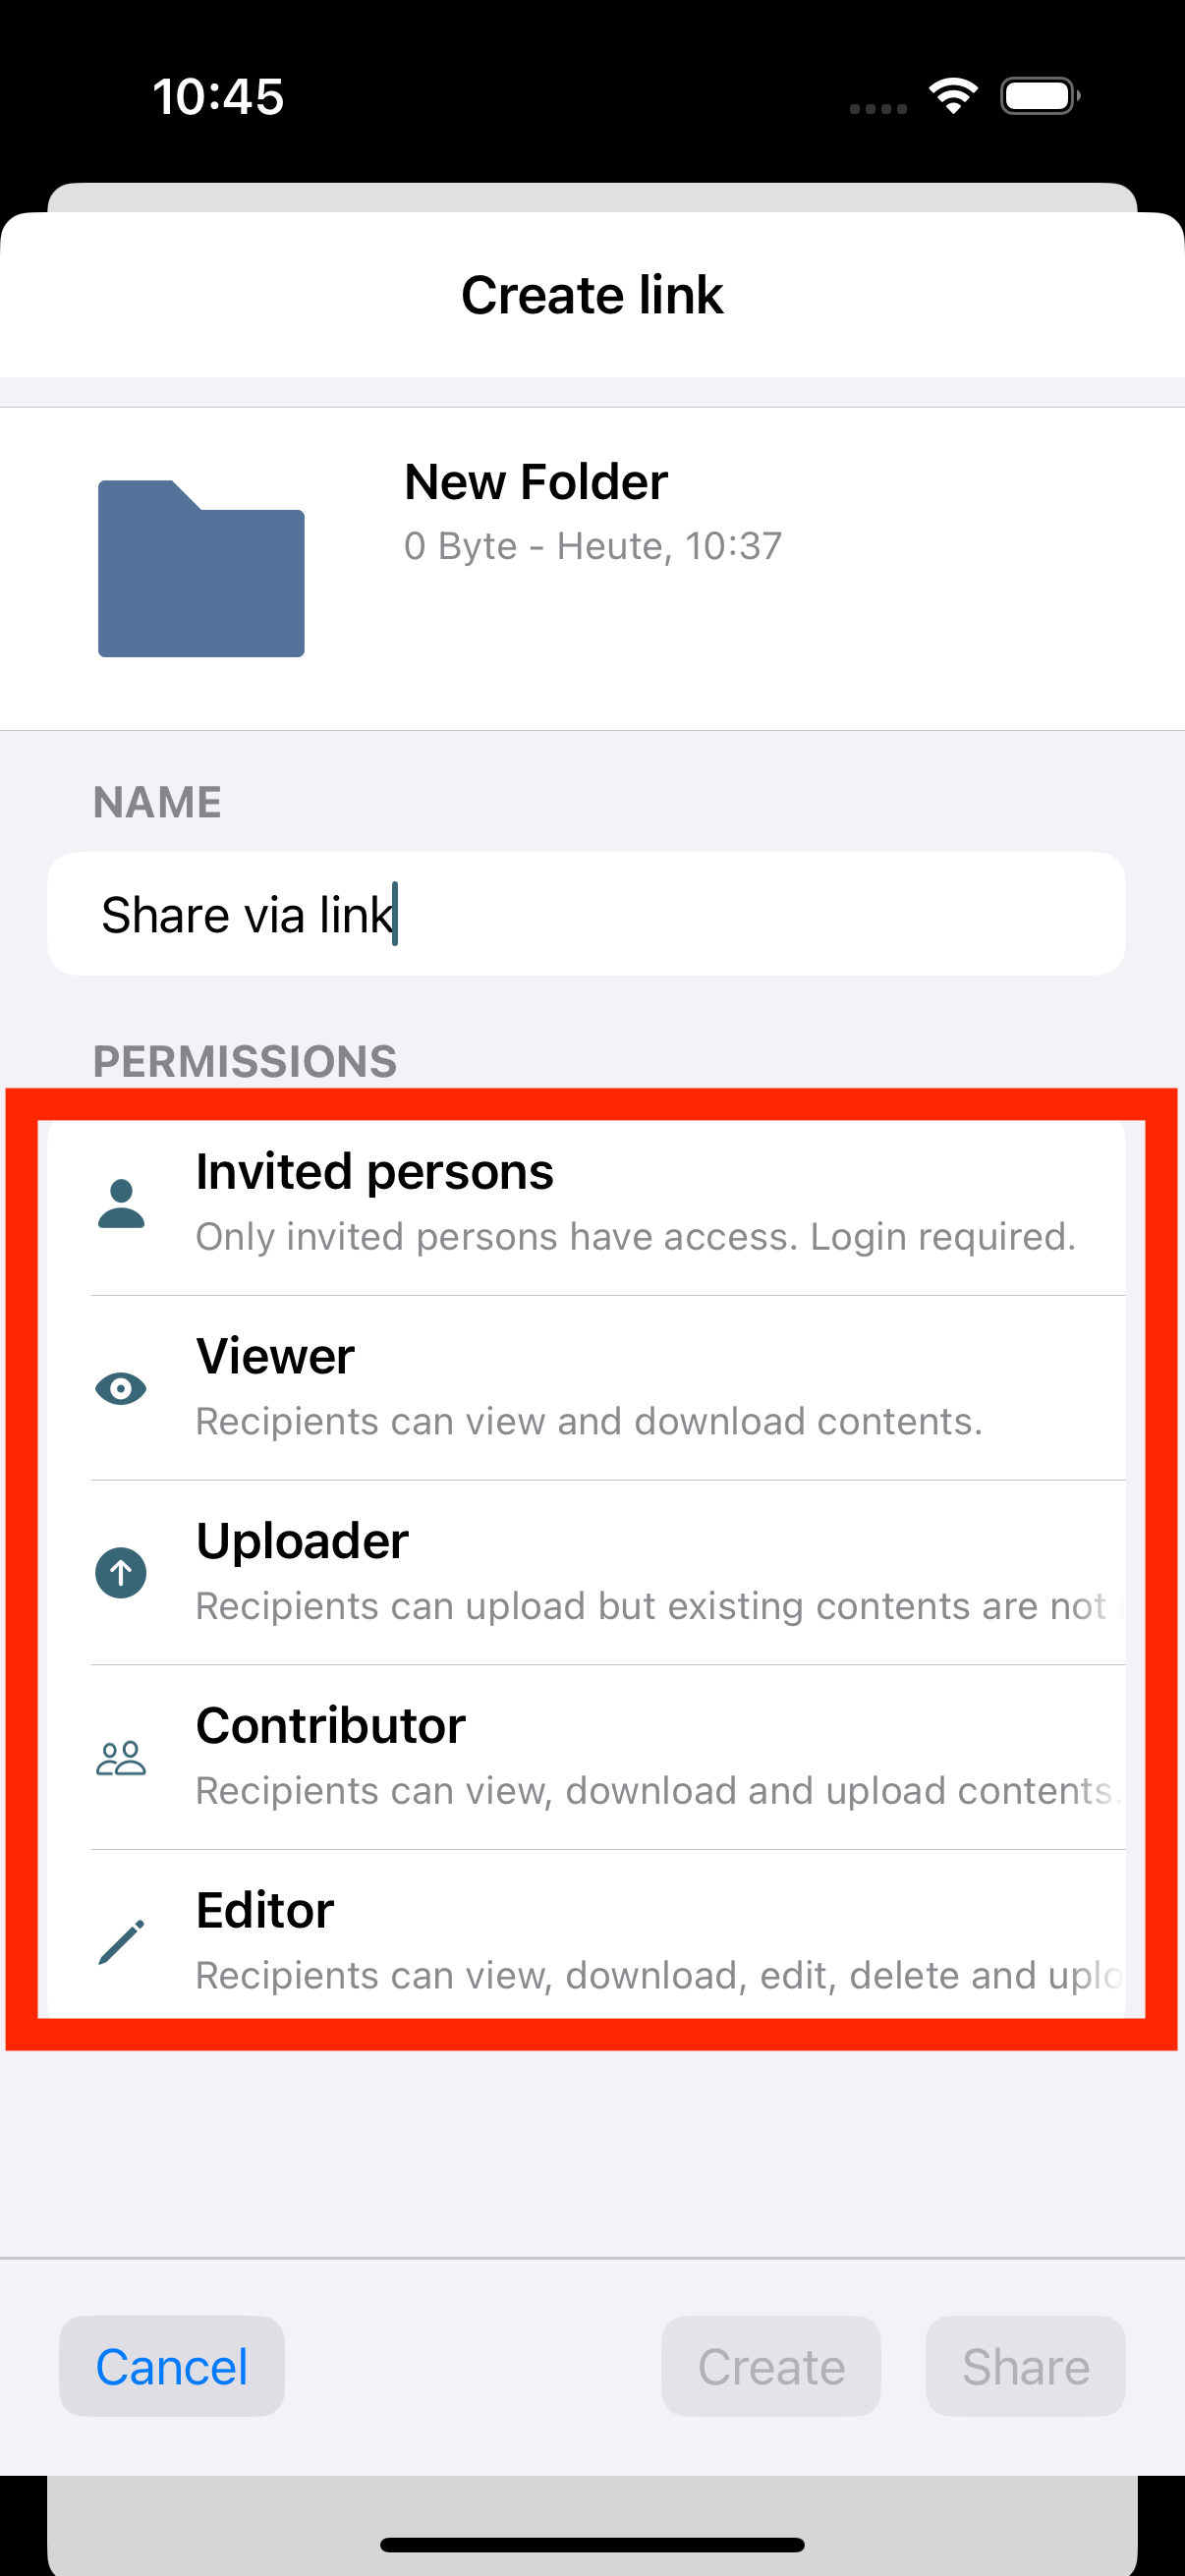 10:45
Create link
New Folder
0 Byte - Heute, 10:37
NAME
Share via link
PERMISSIONS
Invited persons
Only invited persons have access. Login required.
Viewer
Recipients can view and download contents.
Uploader
Recipients can upload but existing contents are not
Contributor
Recipients can view, download and upload contents.
Editor
Recipients can view, download, edit, delete and uplo
Cancel
Create
Share